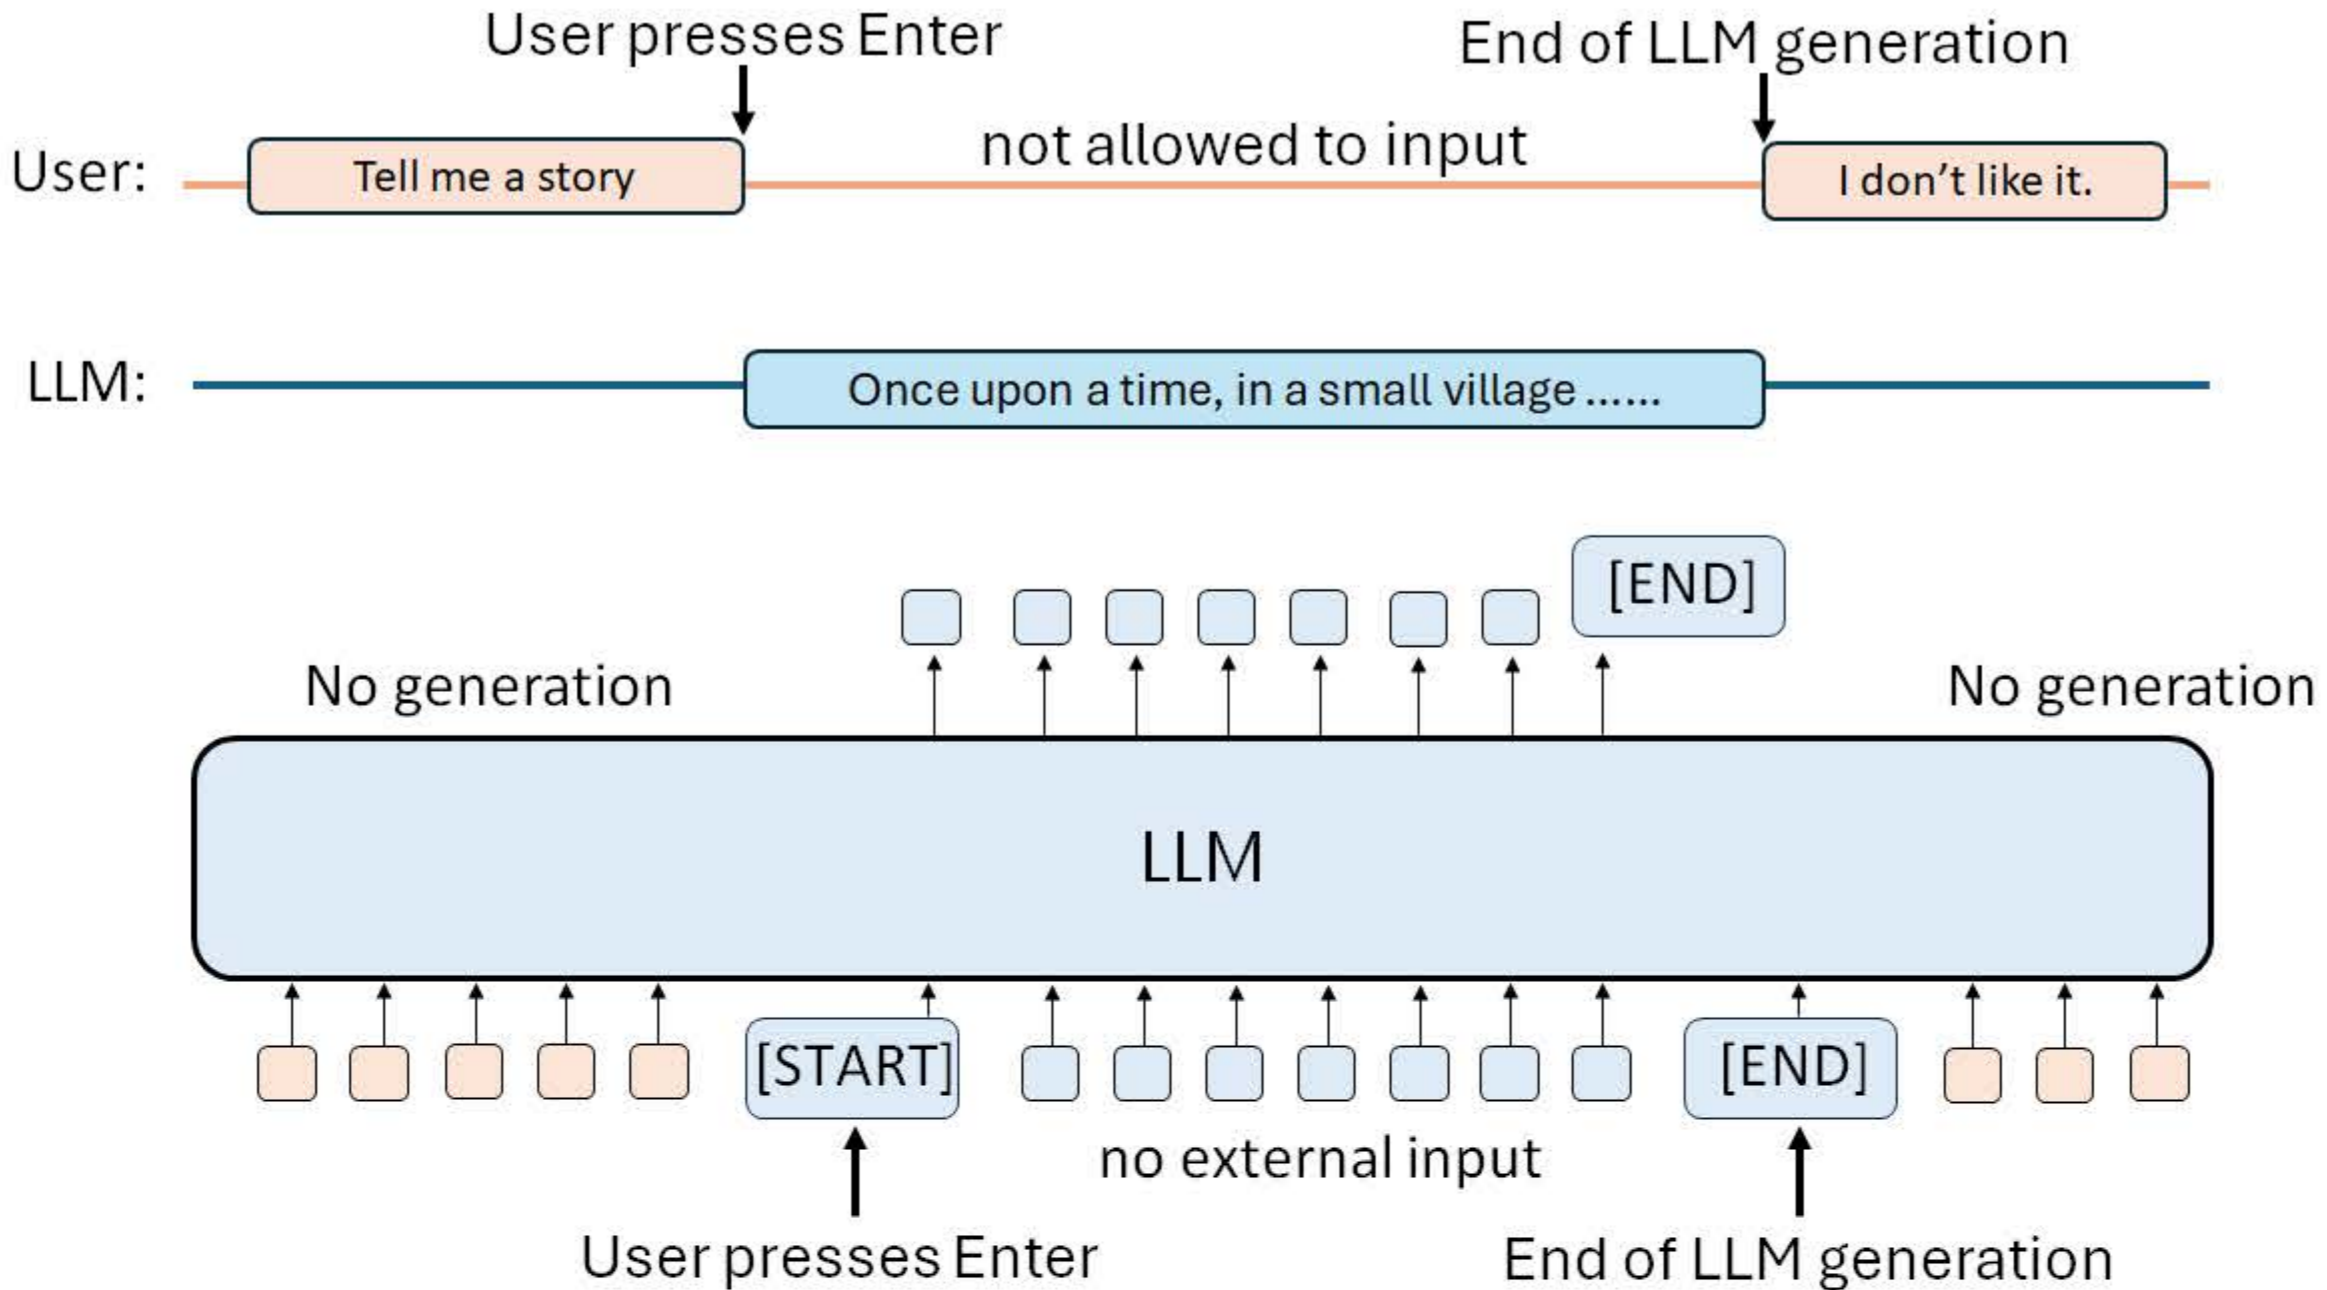 User presses Enter
End of LLM generation
not allowed to input
User:
Tell me a story
I don’t like it.
LLM:
Once upon a time, in a small village ......
[END]
No generation
No generation
LLM
[START]
[END]
no external input
User presses Enter
End of LLM generation